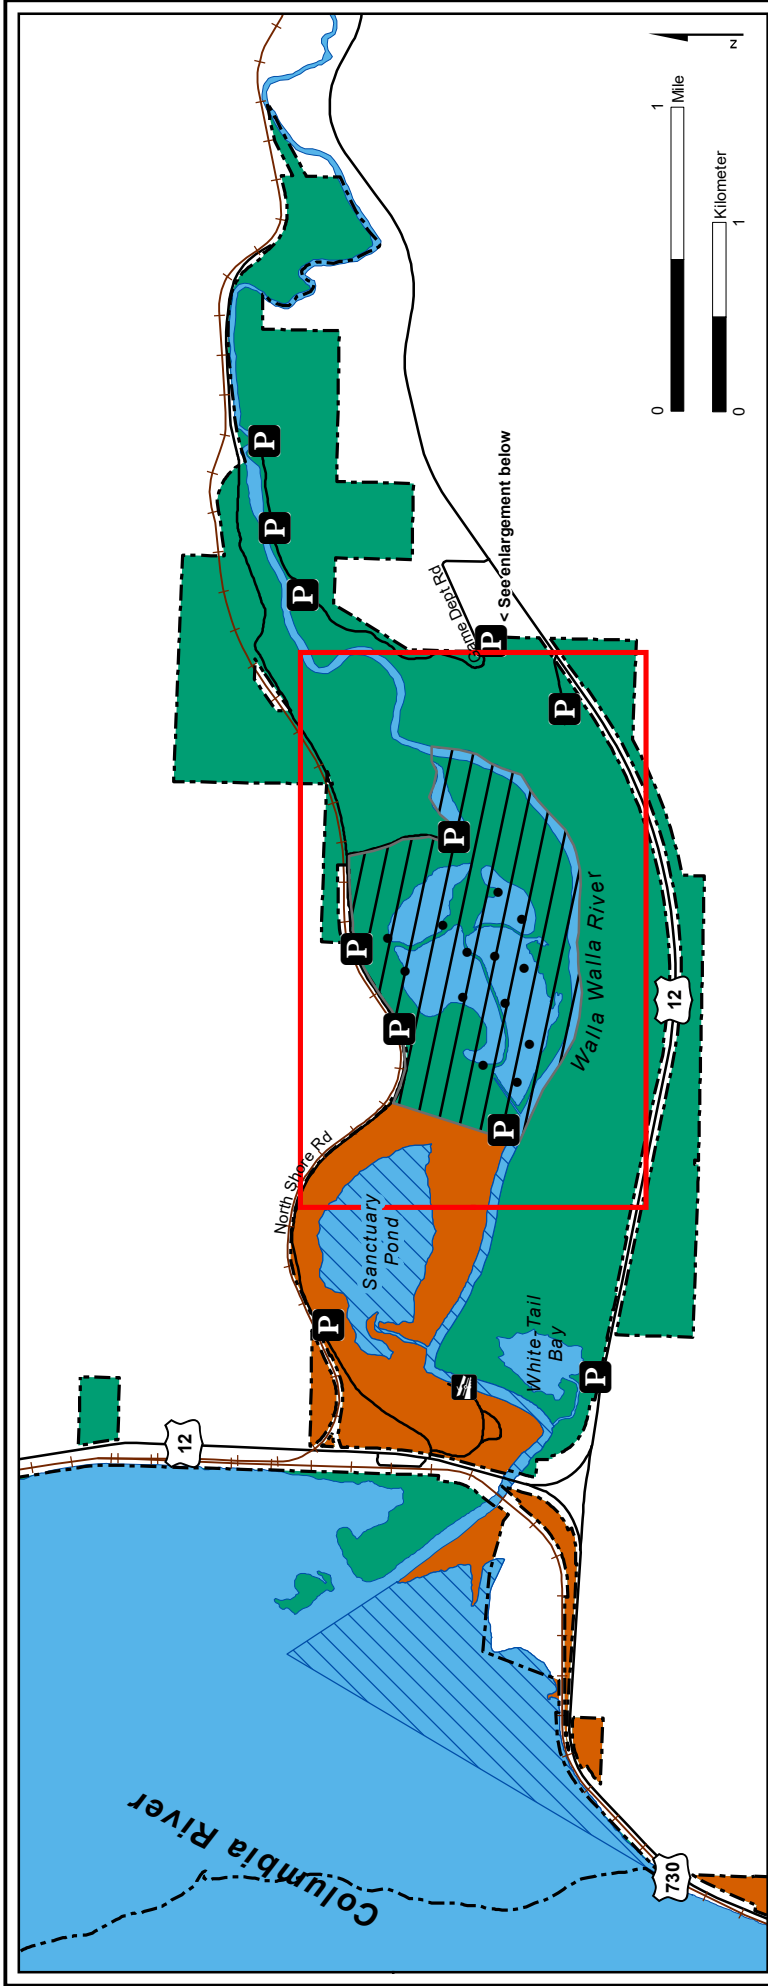 Columbia River
12
North Shore Rd
Sanctuary
Pond
White-Tail
Bay
Walla Walla River
12
730
Game Dept Rd
< See enlargement below
P
P
P
P
P
P
P
P
P
P
P
0
1
Mile
0
1
Kilometer
N